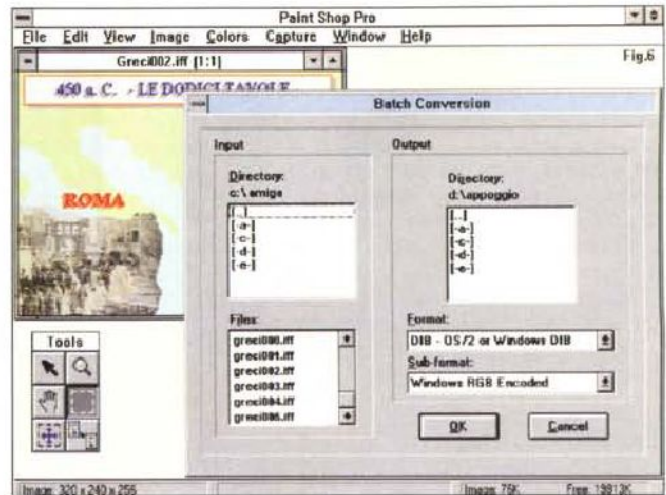 Paint Shop Pro
File Edit View Image Colors Capture Window Help
Greci002.iff [1:1]
Fig.6
450 a. C. - LE DODICI TAVOLE
ROMA
Batch Conversion
Input
Directory:
c:\amiga
[..]
[-a-]
[-c-]
[-d-]
[-e-]
Files:
greci000.iff
greci001.iff
greci002.iff
greci003.iff
greci004.iff
greci005.iff
Output
Directory:
d:\appoggio
[..]
[-a-]
[-c-]
[-d-]
[-e-]
Format:
DIB - OS/2 or Windows DIB
Sub-format:
Windows RGB Encoded
OK
Cancel
Tools
Image: 320 x 240 x 256
Image: 75K
Free: 19813K